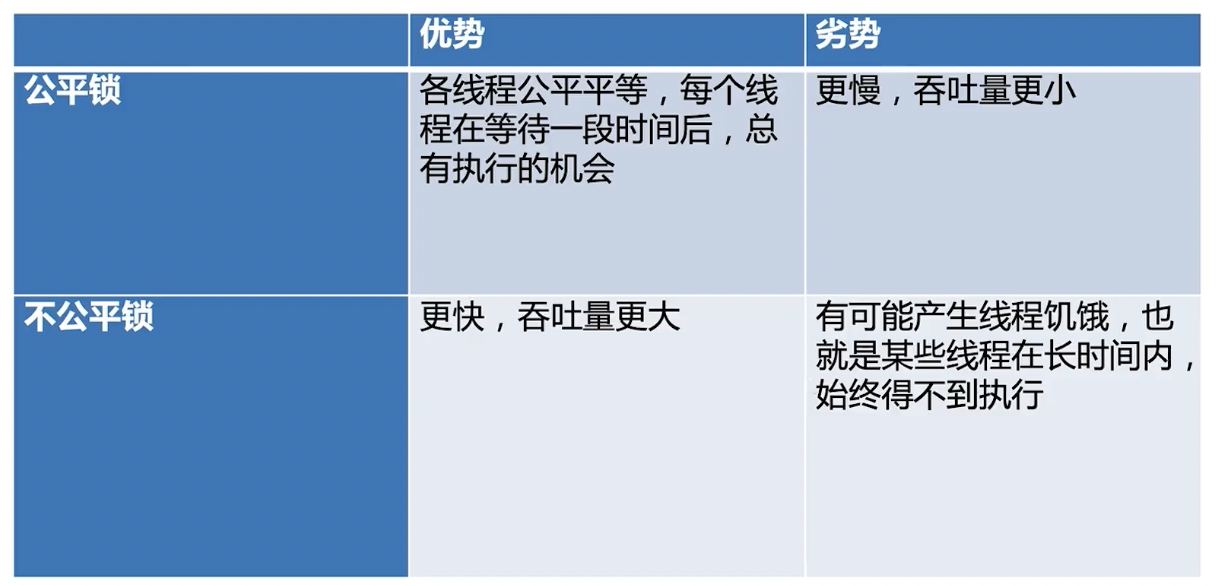 优势
劣势
公平锁
各线程公平平等，每个线
程在等待一段时间后，总
有执行的机会
更慢，吞吐量更小
不公平锁
更快，吞吐量更大
有可能产生线程饥饿，也
就是某些线程在长时间内，
始终得不到执行